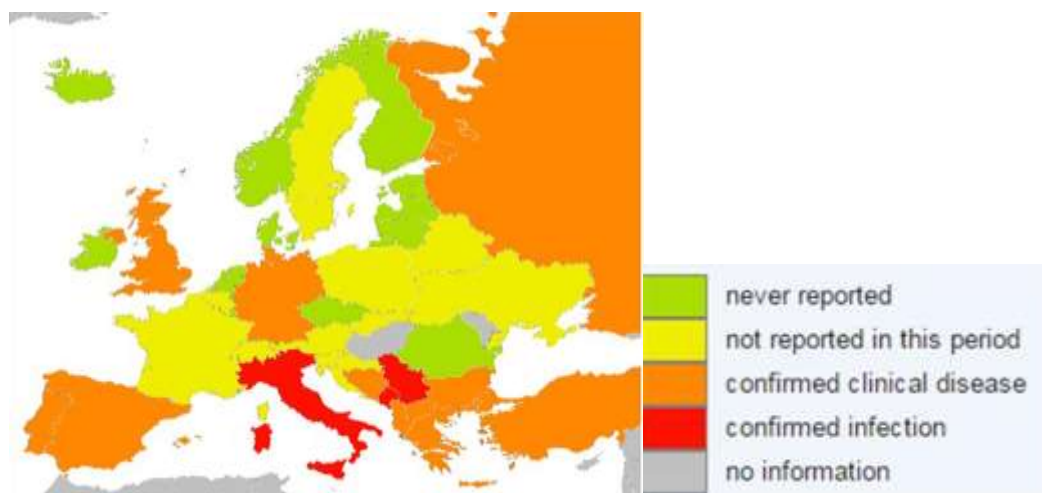 never reported
not reported in this period
confirmed clinical disease
confirmed infection
no information